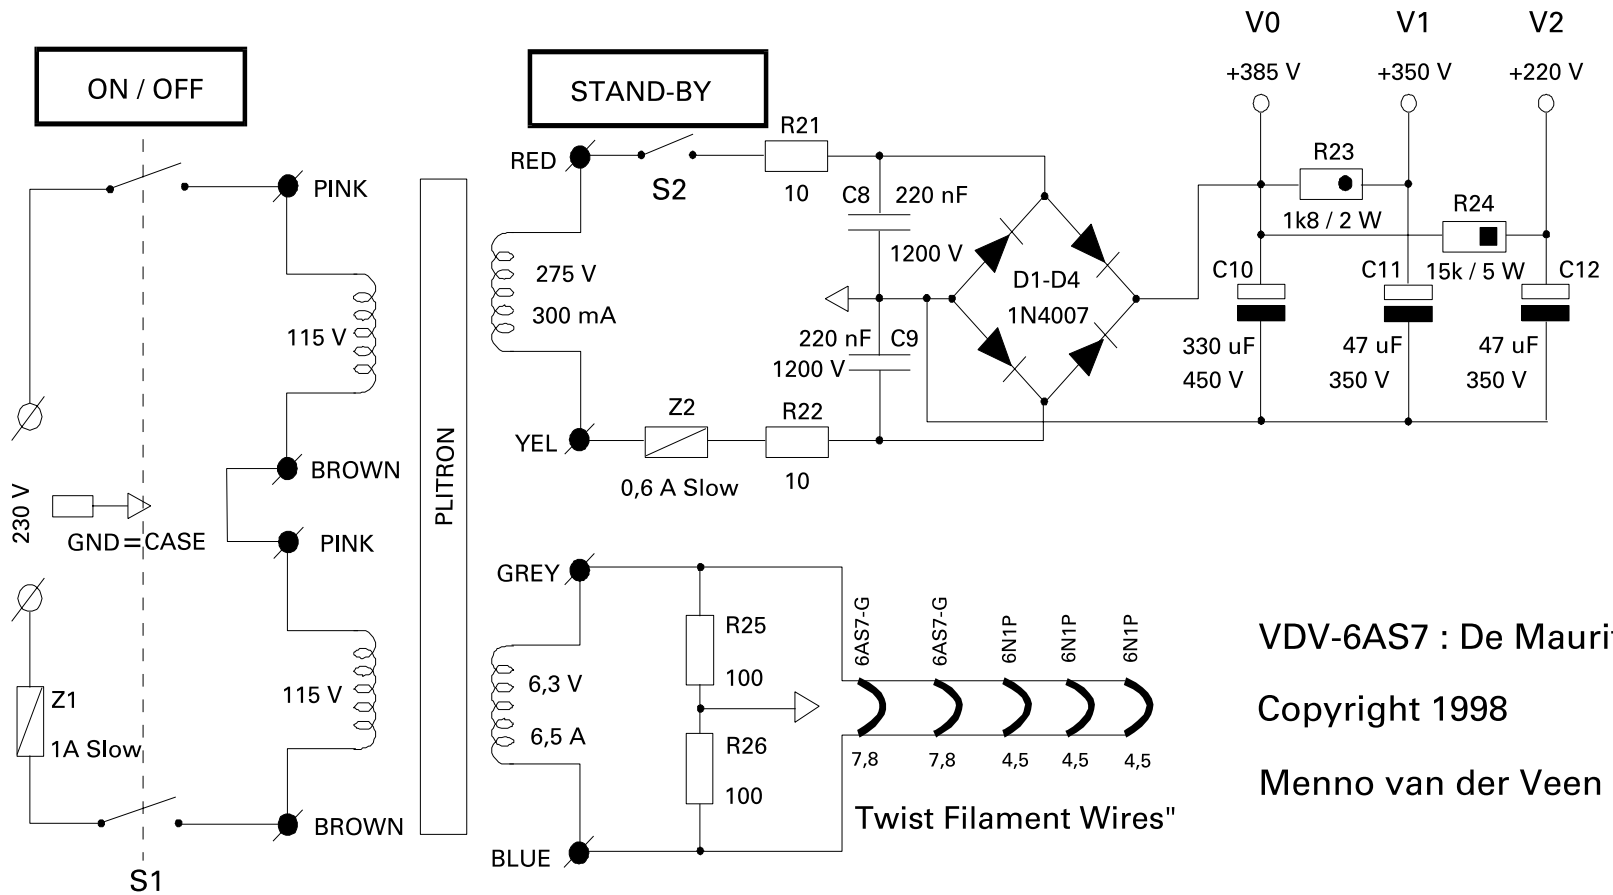 V0 V1 V2
+385 V +350 V +220 V
ON / OFF
STAND-BY
R21
10
RED
S2
PINK
C8 220 nF
1200 V
R23
1k8 / 2 W
R24
15k / 5 W
275 V
300 mA
D1-D4
1N4007
C10 C11 C12
115 V
220 nF C9
1200 V
330 uF 47 uF 47 uF
450 V 350 V 350 V
Z2 R22
YEL
0,6 A Slow 10
BROWN
PLITRON
230 V
GND=CASE
PINK
GREY
R25
100
6AS7-G 6AS7-G 6N1P 6N1P 6N1P
VDV-6AS7 : De
Z1
1A Slow
115 V
6,3 V
6,5 A
Copyright 1998
R26
100
7,8 7,8 4,5 4,5 4,5
Menno van der Veen
Twist Filament Wires"
BROWN
BLUE
S1